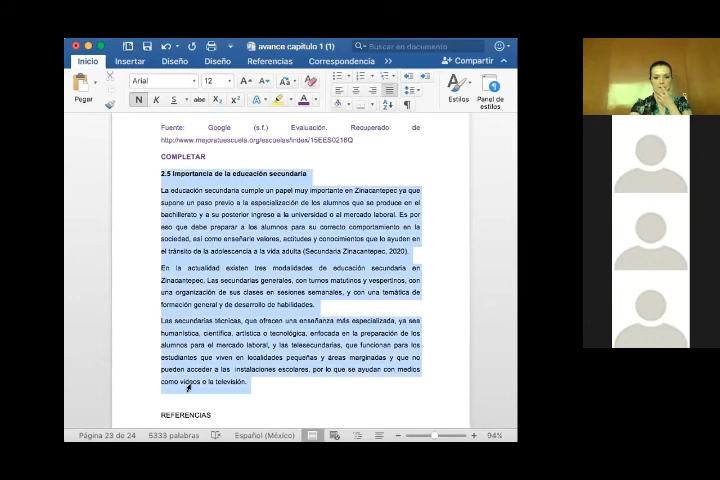 avance capitulo 1 (1)
Buscar en documento
Inicio Insertar Diseño Diseño Referencias Correspondencia Compartir
Pegar Arial 12 Estilos Panel de estilos
N K S abc X₂ X² A A
Fuente: Google (s.f.) Evaluación. Recuperado de
http://www.mejoratuescuela.org/escuelas/index/15EES0216Q
COMPLETAR
2.5 Importancia de la educación secundaria
La educación secundaria cumple un papel muy importante en Zinacantepec ya que
supone un paso previo a la especialización de los alumnos que se produce en el
bachillerato y a su posterior ingreso a la universidad o al mercado laboral. Es por
eso que debe preparar a los alumnos para su correcto comportamiento en la
sociedad, así como enseñarle valores, actitudes y conocimientos que lo ayuden en
el tránsito de la adolescencia a la vida adulta (Secundaria Zinacantepec, 2020).
En la actualidad existen tres modalidades de educación secundaria en
Zinacantepec. Las secundarias generales, con turnos matutinos y vespertinos, con
una organización de sus clases en sesiones semanales, y con una temática de
formación general y de desarrollo de habilidades.
Las secundarias técnicas, que ofrecen una enseñanza más especializada, ya sea
humanística, científica, artística o tecnológica, enfocada en la preparación de los
alumnos para el mercado laboral, y las telesecundarias, que funcionan para los
estudiantes que viven en localidades pequeñas y áreas marginadas y que no
pueden acceder a las instalaciones escolares, por lo que se ayudan con medios
como videos o la televisión.
REFERENCIAS
Página 23 de 24 5333 palabras Español (México) 94%